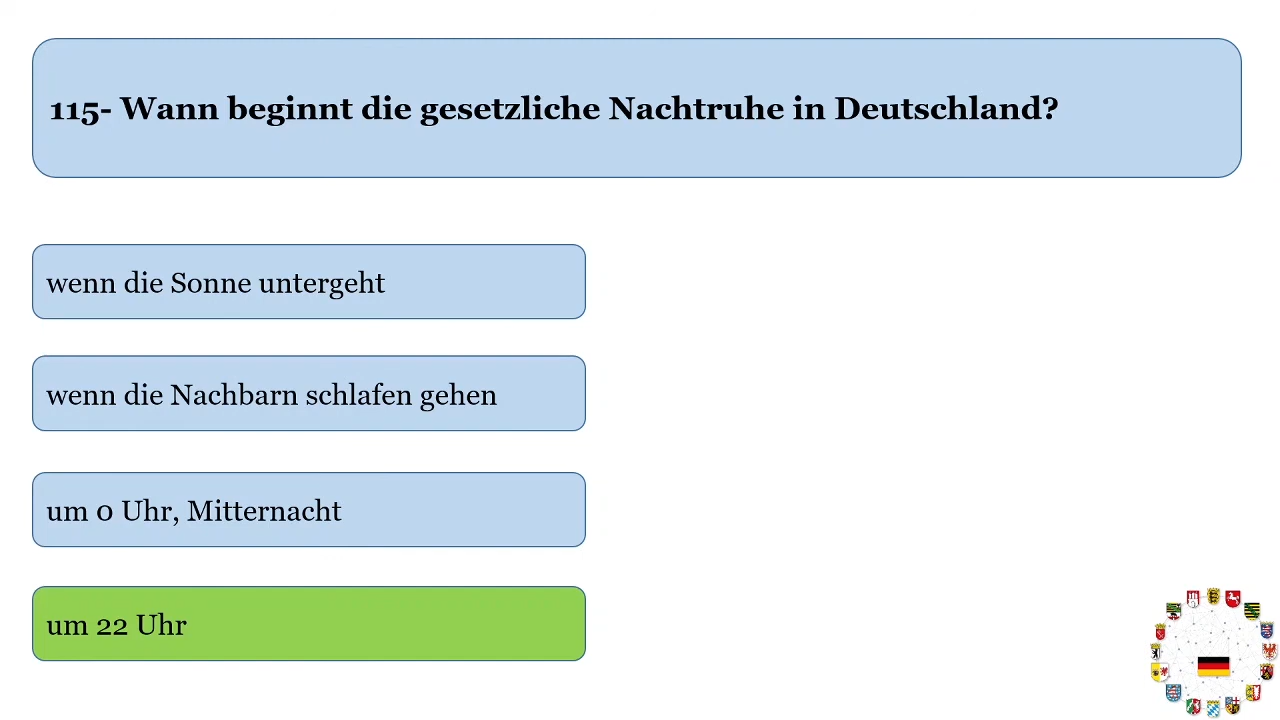 115- Wann beginnt die gesetzliche Nachtruhe in Deutschland?
wenn die Sonne untergeht
wenn die Nachbarn schlafen gehen
um 0 Uhr, Mitternacht
um 22 Uhr